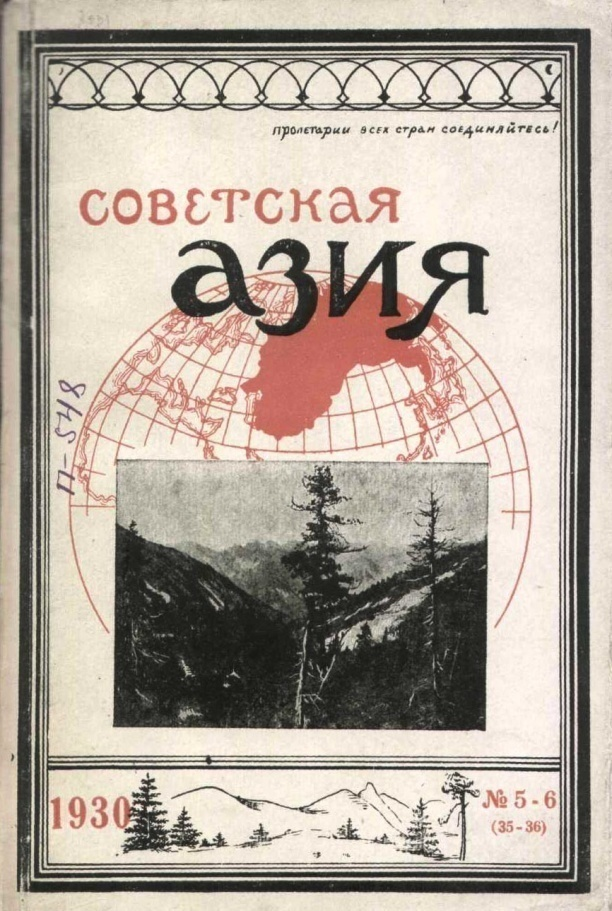 Пролетарии всех стран соединяйтесь!
СОВЕТСКАЯ
АЗИЯ
П-548
1930
№ 5-6
(35-36)